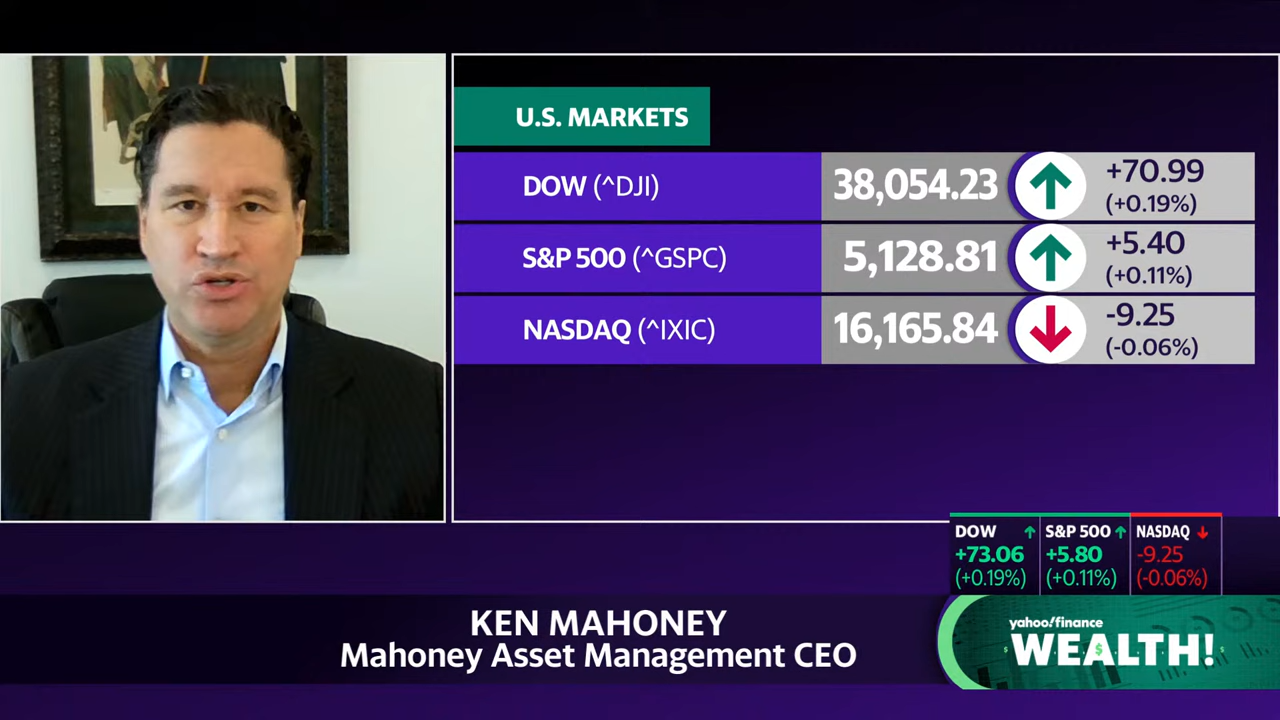 U.S. MARKETS
DOW (^DJI) 38,054.23 +70.99 (+0.19%)
S&P 500 (^GSPC) 5,128.81 +5.40 (+0.11%)
NASDAQ (^IXIC) 16,165.84 -9.25 (-0.06%)
DOW S&P 500 NASDAQ
+73.06 +5.80 -9.25
(+0.19%) (+0.11%) (-0.06%)
KEN MAHONEY
Mahoney Asset Management CEO
yahoo!finance
WEALTH!